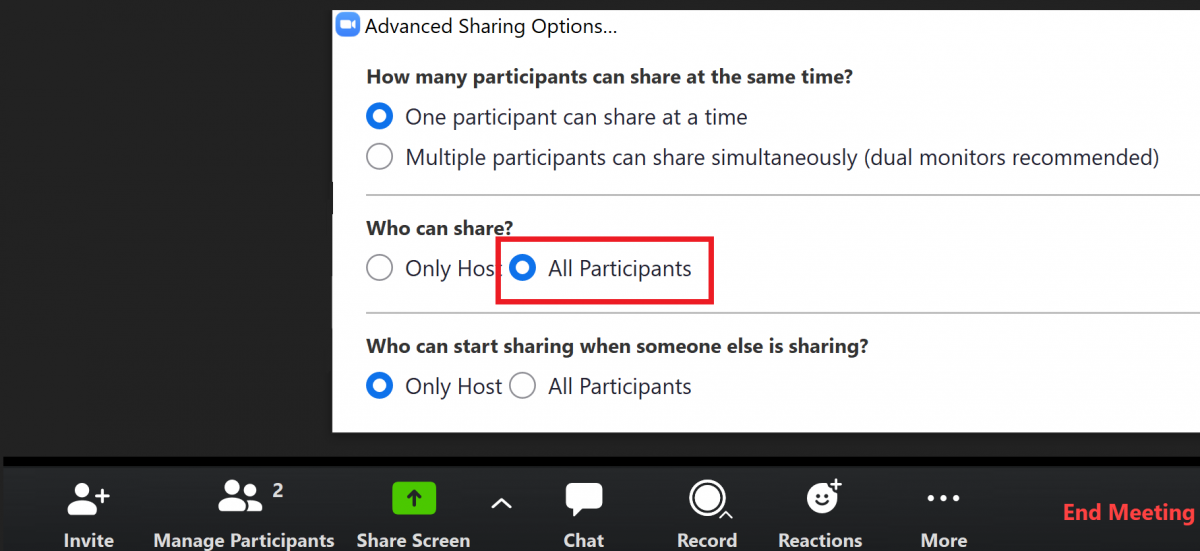 Advanced Sharing Options...
How many participants can share at the same time?
One participant can share at a time
Multiple participants can share simultaneously (dual monitors recommended)
Who can share?
Only Host All Participants
Who can start sharing when someone else is sharing?
Only Host All Participants
2
Invite Manage Participants Share Screen Chat Record Reactions More End Meeting